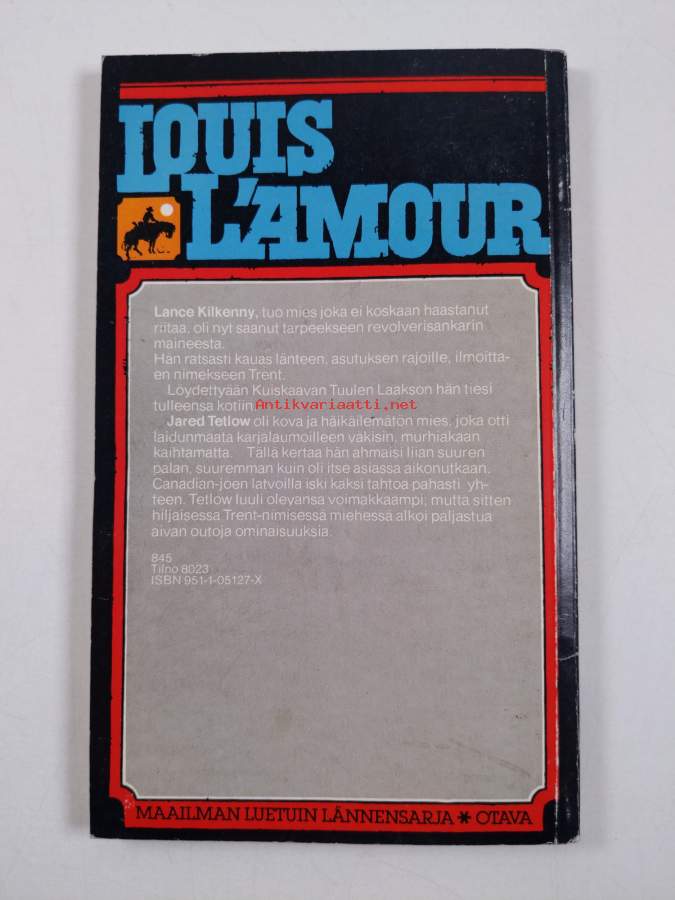 LOUIS
L'AMOUR
Lance Kilkenny, tuo mies joka ei koskaan haastanut
riitaa, oli nyt saanut tarpeekseen revolverisankarin
maineesta.
Hän ratsasti kauas länteen, asutuksen rajoille, ilmoitta-
en nimekseen Trent.
Löydettyään Kuiskaavan Tuulen Laakson hän tiesi
tulleensa kotiin.
Antikvariaatti.net
Jared Tetlow oli kova ja häikäilemätön mies, joka otti
laidunmaata karjalaumoilleen väkisin, murhiakaan
kaihtamatta. Tällä kertaa hän ahmaisi liian suuren
palan, suuremman kuin oli itse asiassa aikonutkaan.
Canadian-joen latvoilla iski kaksi tahtoa pahasti yh-
teen. Tetlow luuli olevansa voimakkaampi, mutta sitten
hiljaisessa Trent-nimisessä miehessä alkoi paljastua
aivan outoja ominaisuuksia.
845
Tilno 8023
ISBN 951-1-05127-X
MAAILMAN LUETUIN LÄNNENSARJA * OTAVA